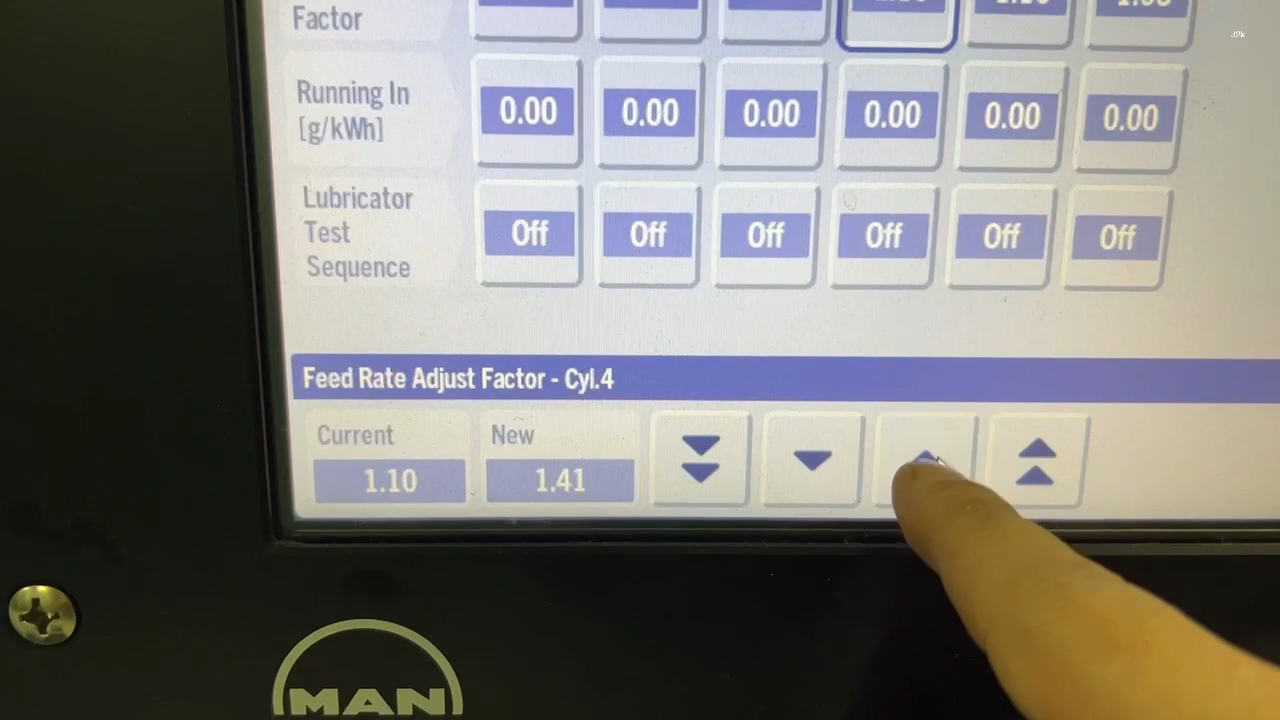 Factor
Running In
[g/kWh]
0.00 0.00 0.00 0.00 0.00 0.00
Lubricator
Test
Sequence
Off Off Off Off Off Off
Feed Rate Adjust Factor - Cyl.4
Current New
1.10 1.41
MAN